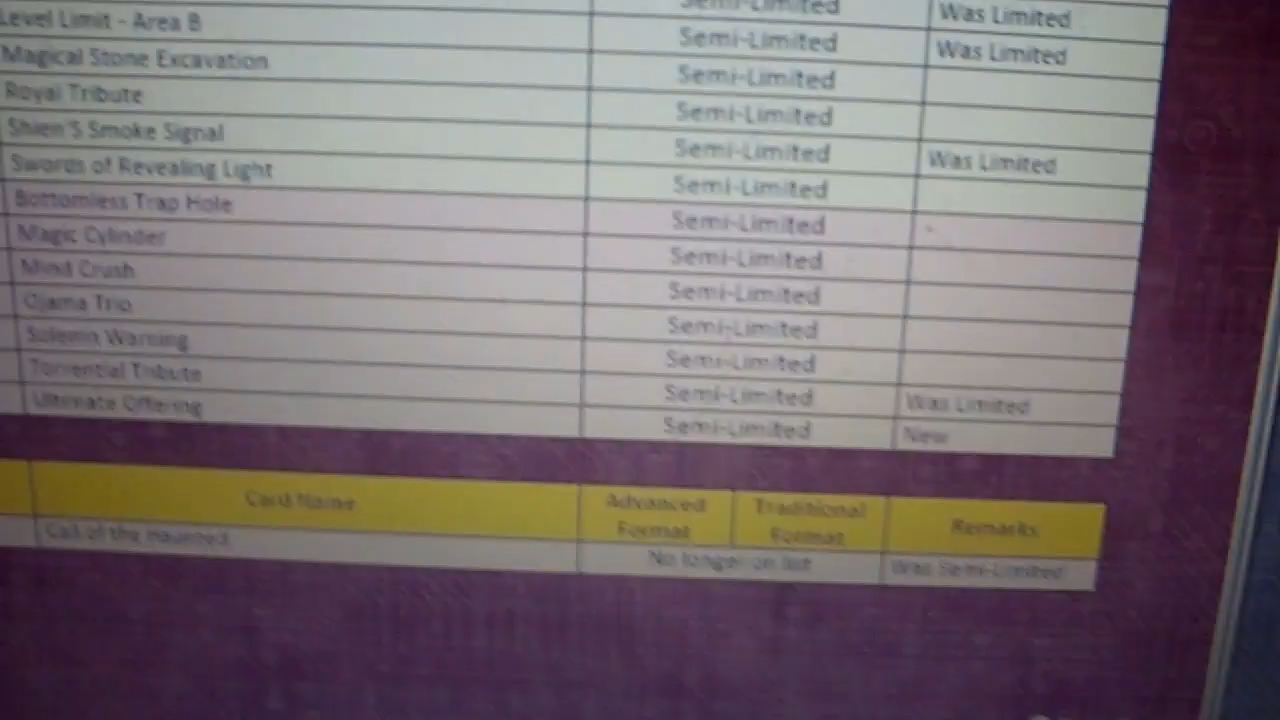 Semi-Limited Was Limited
Level Limit - Area B Semi-Limited Was Limited
Magical Stone Excavation Semi-Limited
Royal Tribute Semi-Limited
Shien'S Smoke Signal Semi-Limited Was Limited
Swords of Revealing Light Semi-Limited
Bottomless Trap Hole Semi-Limited
Magic Cylinder Semi-Limited
Mind Crush Semi-Limited
Ojama Trio Semi-Limited
Solemn Warning Semi-Limited
Torrential Tribute Semi-Limited Was Limited
Ultimate Offering Semi-Limited New
Card Name Advanced Format Traditional Format Remarks
Call of the Haunted No longer on list Was Semi-Limited